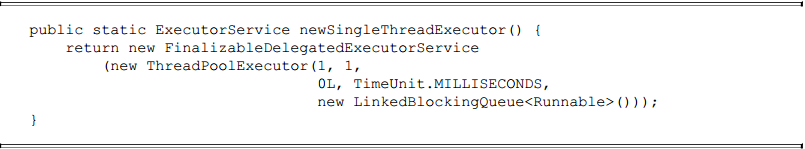 public static ExecutorService newSingleThreadExecutor() {
    return new FinalizableDelegatedExecutorService
        (new ThreadPoolExecutor(1, 1,
                                0L, TimeUnit.MILLISECONDS,
                                new LinkedBlockingQueue<Runnable>()));
}